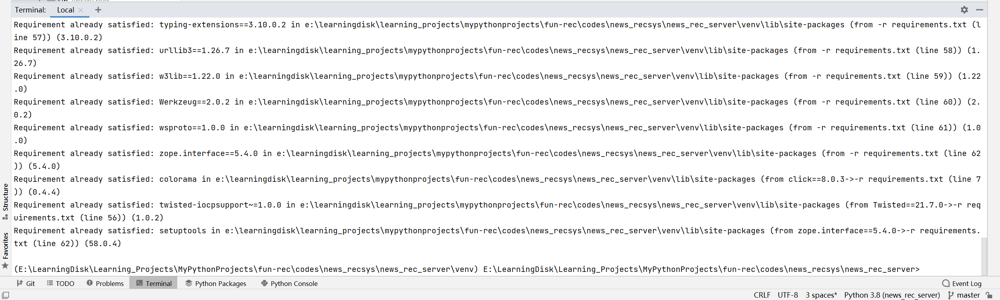 Terminal: Local × +
Requirement already satisfied: typing-extensions==3.10.0.2 in e:\learningdisk\learning_projects\mypythonprojects\fun-rec\codes\news_recsys\news_rec_server\venv\lib\site-packages (from -r requirements.txt (l
ine 57)) (3.10.0.2)
Requirement already satisfied: urllib3==1.26.7 in e:\learningdisk\learning_projects\mypythonprojects\fun-rec\codes\news_recsys\news_rec_server\venv\lib\site-packages (from -r requirements.txt (line 58)) (1.
26.7)
Requirement already satisfied: w3lib==1.22.0 in e:\learningdisk\learning_projects\mypythonprojects\fun-rec\codes\news_recsys\news_rec_server\venv\lib\site-packages (from -r requirements.txt (line 59)) (1.22
.0)
Requirement already satisfied: Werkzeug==2.0.2 in e:\learningdisk\learning_projects\mypythonprojects\fun-rec\codes\news_recsys\news_rec_server\venv\lib\site-packages (from -r requirements.txt (line 60)) (2.
0.2)
Requirement already satisfied: wsproto==1.0.0 in e:\learningdisk\learning_projects\mypythonprojects\fun-rec\codes\news_recsys\news_rec_server\venv\lib\site-packages (from -r requirements.txt (line 61)) (1.0
.0)
Requirement already satisfied: zope.interface==5.4.0 in e:\learningdisk\learning_projects\mypythonprojects\fun-rec\codes\news_recsys\news_rec_server\venv\lib\site-packages (from -r requirements.txt (line 62
)) (5.4.0)
Requirement already satisfied: colorama in e:\learningdisk\learning_projects\mypythonprojects\fun-rec\codes\news_recsys\news_rec_server\venv\lib\site-packages (from click==8.0.3->-r requirements.txt (line 7
)) (0.4.4)
Requirement already satisfied: twisted-iocpsupport~=1.0.0 in e:\learningdisk\learning_projects\mypythonprojects\fun-rec\codes\news_recsys\news_rec_server\venv\lib\site-packages (from Twisted==21.7.0->-r req
uirements.txt (line 56)) (1.0.2)
Requirement already satisfied: setuptools in e:\learningdisk\learning_projects\mypythonprojects\fun-rec\codes\news_recsys\news_rec_server\venv\lib\site-packages (from zope.interface==5.4.0->-r requirements.
txt (line 62)) (58.0.4)
(E:\LearningDisk\Learning_Projects\MyPythonProjects\fun-rec\codes\news_recsys\news_rec_server\venv) E:\LearningDisk\Learning_Projects\MyPythonProjects\fun-rec\codes\news_recsys\news_rec_server>
Structure
Favorites
Git TODO Problems Terminal Python Packages Python Console Event Log
CRLF UTF-8 3 spaces* Python 3.8 (news_rec_server) master